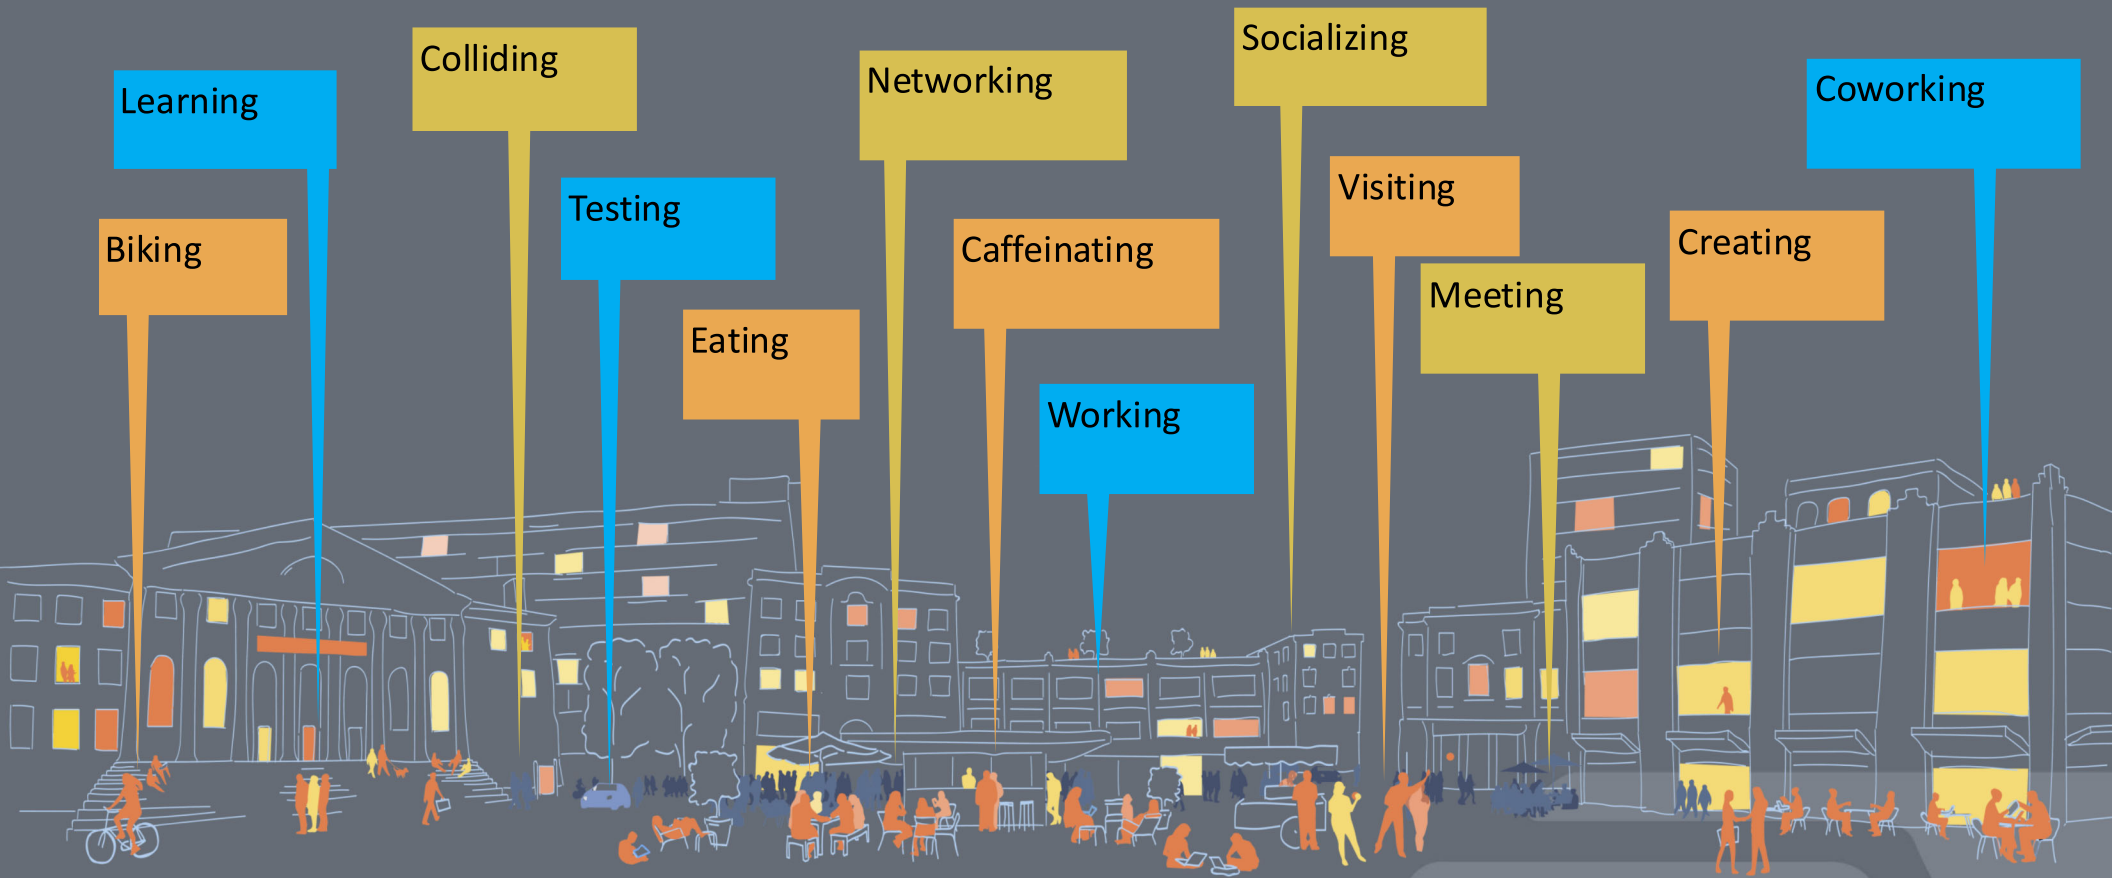 Learning
Biking
Colliding
Testing
Eating
Networking
Caffeinating
Working
Socializing
Visiting
Meeting
Creating
Coworking